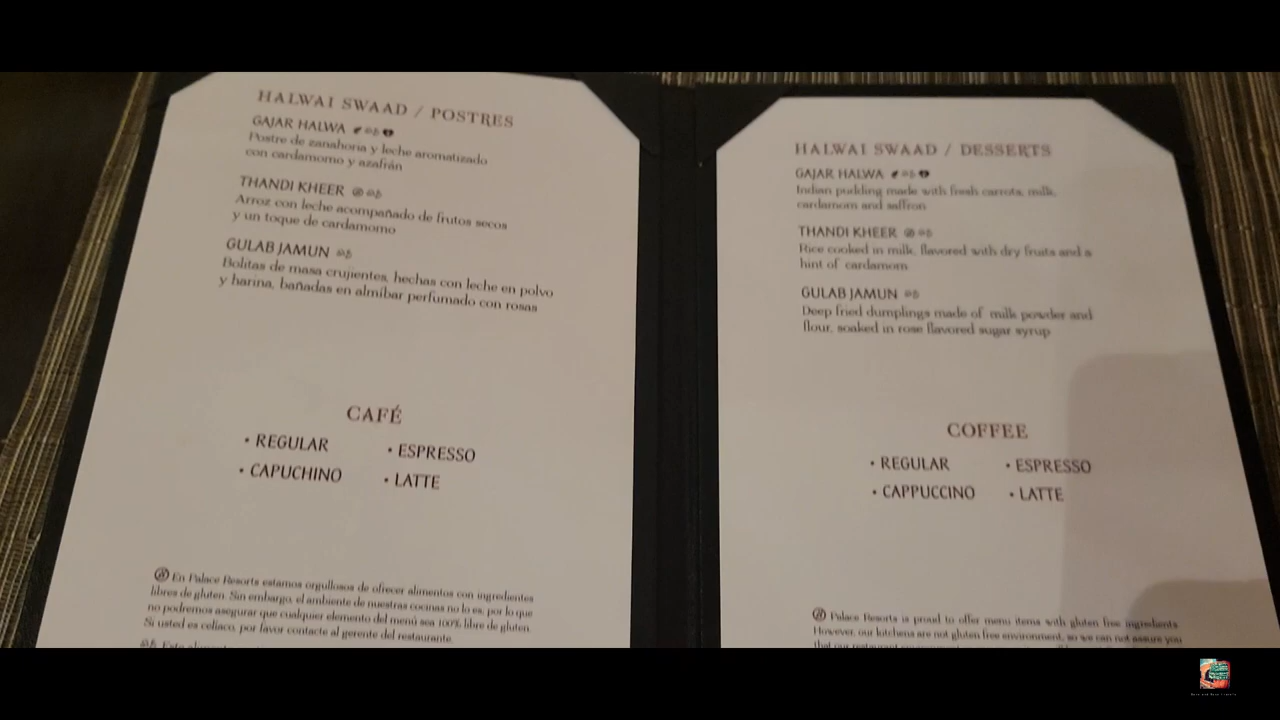 HALWAI SWAAD / POSTRES
GAJAR HALWA
Postre de zanahoria y leche aromatizado
con cardamomo y azafrán
THANDI KHEER
Arroz con leche acompañado de frutos secos
y un toque de cardamomo
GULAB JAMUN
Bolitas de masa crujientes, hechas con leche en polvo
y harina, bañadas en almíbar perfumado con rosas
CAFÉ
• REGULAR • ESPRESSO
• CAPUCHINO • LATTE
En Palace Resorts estamos orgullosos de ofrecer alimentos con ingredientes
libres de gluten. Sin embargo, el ambiente de nuestras cocinas no lo es, por lo que
no podremos asegurar que cualquier elemento del menú sea 100% libre de gluten.
Si usted es celíaco, por favor contacte al gerente del restaurante.
HALWAI SWAAD / DESSERTS
GAJAR HALWA
Indian pudding made with fresh carrots, milk,
cardamom and saffron
THANDI KHEER
Rice cooked in milk, flavored with dry fruits and a
hint of cardamom
GULAB JAMUN
Deep fried dumplings made of milk powder and
flour, soaked in rose flavored sugar syrup
COFFEE
• REGULAR • ESPRESSO
• CAPPUCCINO • LATTE
Palace Resorts is proud to offer menu items with gluten free ingredients.
However, our kitchens are not gluten free environment, so we can not assure you